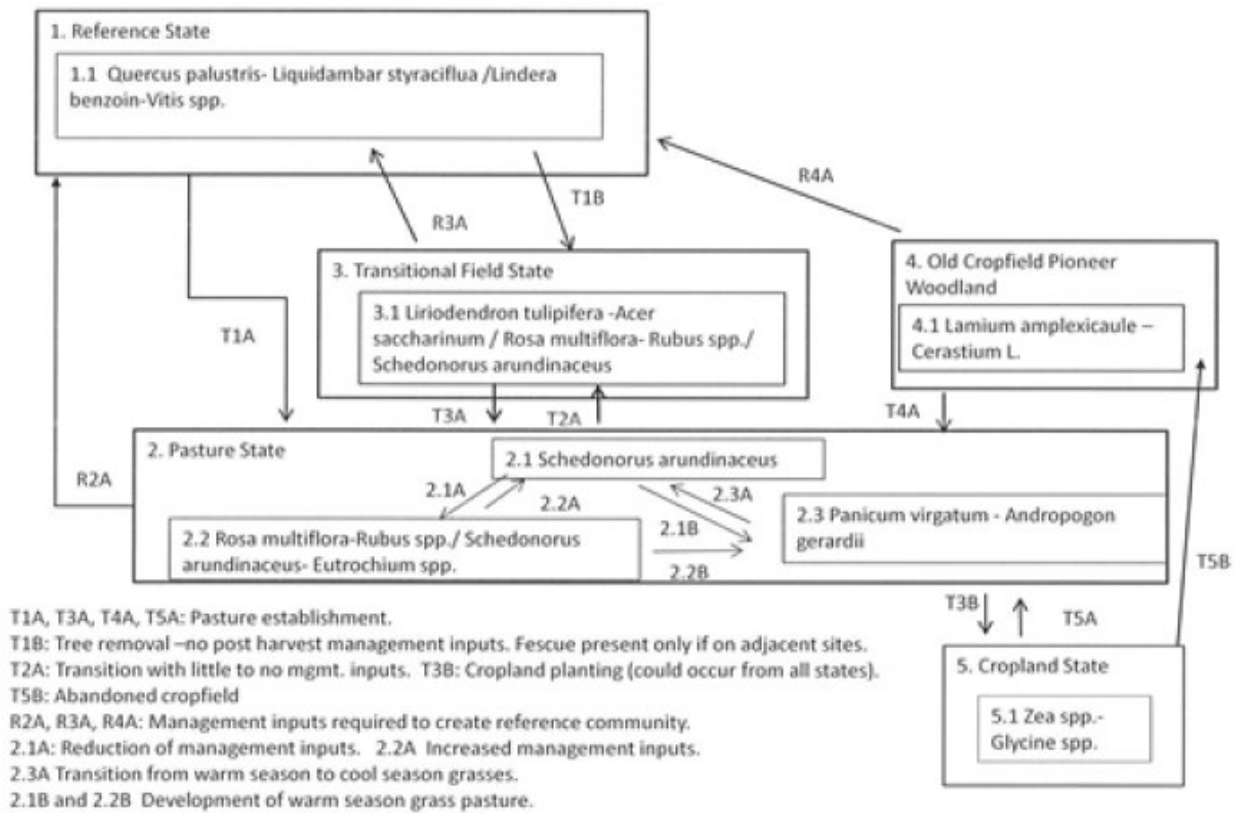 1. Reference State
1.1 Quercus palustris- Liquidambar styraciflua /Lindera
benzoin-Vitis spp.
R4A
T1B
R3A
3. Transitional Field State
3.1 Liriodendron tulipifera -Acer
saccharinum / Rosa multiflora- Rubus spp./
Schedonorus arundinaceus
4. Old Cropfield Pioneer
Woodland
4.1 Lamium amplexicaule –
Cerastium L.
T1A
T3A
T2A
T4A
R2A
2. Pasture State
2.1 Schedonorus arundinaceus
2.1A
2.2A
2.3A
2.1B
2.2B
2.2 Rosa multiflora-Rubus spp./ Schedonorus
arundinaceus- Eutrochium spp.
2.3 Panicum virgatum - Andropogon
gerardii
T5B
T3B
T5A
5. Cropland State
5.1 Zea spp.-
Glycine spp.
T1A, T3A, T4A, T5A: Pasture establishment.
T1B: Tree removal –no post harvest management inputs. Fescue present only if on adjacent sites.
T2A: Transition with little to no mgmt. inputs. T3B: Cropland planting (could occur from all states).
T5B: Abandoned cropfield
R2A, R3A, R4A: Management inputs required to create reference community.
2.1A: Reduction of management inputs. 2.2A Increased management inputs.
2.3A Transition from warm season to cool season grasses.
2.1B and 2.2B Development of warm season grass pasture.